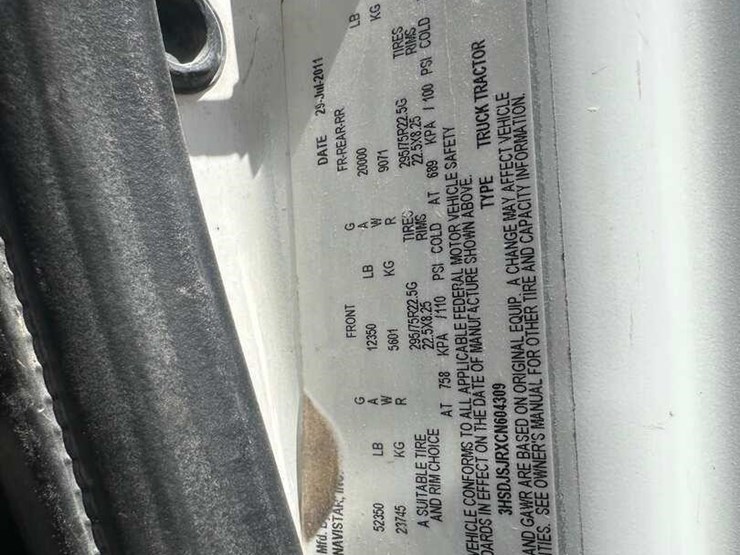 Mfd. DATE 29-Jul-2011
NAVISTAR, INC. FR-REAR-RR
G FRONT G
52350 LB A 12350 LB A 20000 LB
W W
23745 KG R 5601 KG R 9071 KG
A SUITABLE TIRE 295/75R22.5G TIRES 295/75R22.5G TIRES
AND RIM CHOICE 22.5X8.25 RIMS 22.5X8.25 RIMS
AT 758 KPA / 110 PSI COLD AT 689 KPA / 100 PSI COLD
VEHICLE CONFORMS TO ALL APPLICABLE FEDERAL MOTOR VEHICLE SAFETY
DARDS IN EFFECT ON THE DATE OF MANUFACTURE SHOWN ABOVE.
3HSDJSJRXCN604309 TYPE TRUCK TRACTOR
AND GAWR ARE BASED ON ORIGINAL EQUIP. A CHANGE MAY AFFECT VEHICLE
ITIES. SEE OWNER'S MANUAL FOR OTHER TIRE AND CAPACITY INFORMATION.